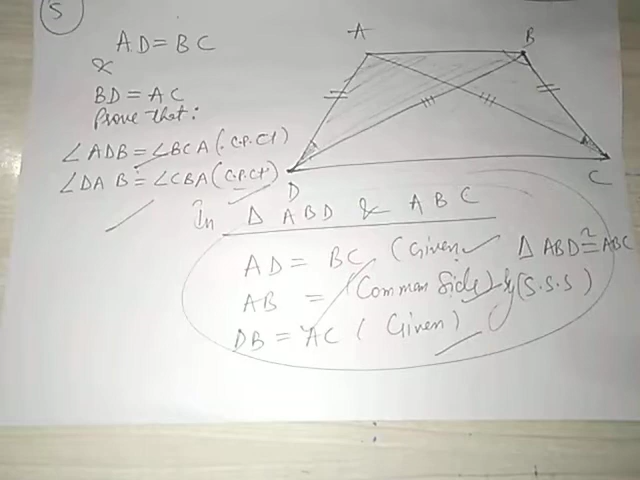 5
AD = BC
&
BD = AC
Prove that:
∠ADB = ∠BCA (C.P.C.t)
∠DAB = ∠CBA (C.P.C.t)
A
B
D
C
In Δ ABD & ABC
AD = BC (Given)
Δ ABD ≅ ABC
AB = (Common Side)
by (S.S.S)
DB = AC (Given)